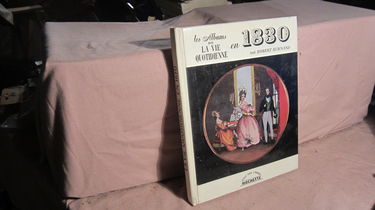 les Albums
de
LA VIE
QUOTIDIENNE
en 1830
par ROBERT BURNAND
HACHETTE